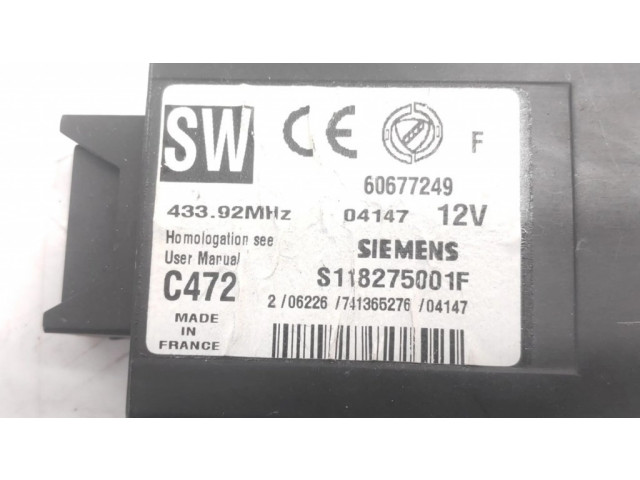 SW CE F
60677249
433.92MHz 04147 12V
Homologation see
User Manual
SIEMENS
C472 S118275001F
2 /06226 /741365276 /04147
MADE
IN
FRANCE